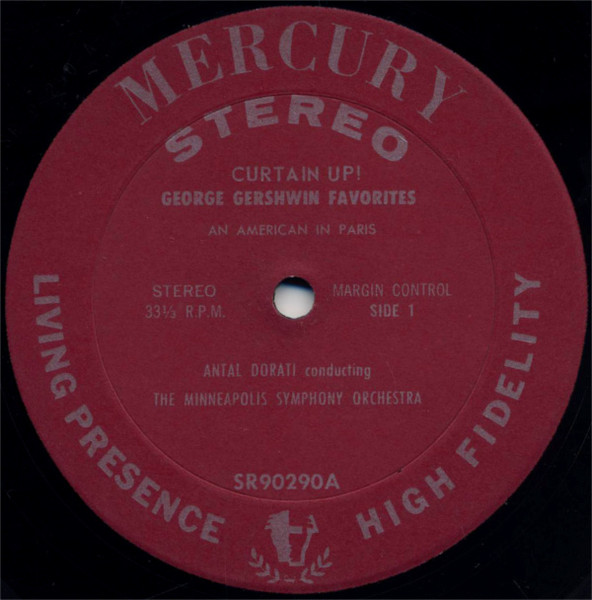 MERCURY
STEREO
CURTAIN UP!
GEORGE GERSHWIN FAVORITES
AN AMERICAN IN PARIS
STEREO
33⅓ R.P.M.
MARGIN CONTROL
SIDE 1
ANTAL DORATI conducting
THE MINNEAPOLIS SYMPHONY ORCHESTRA
SR90290A
LIVING PRESENCE
HIGH FIDELITY